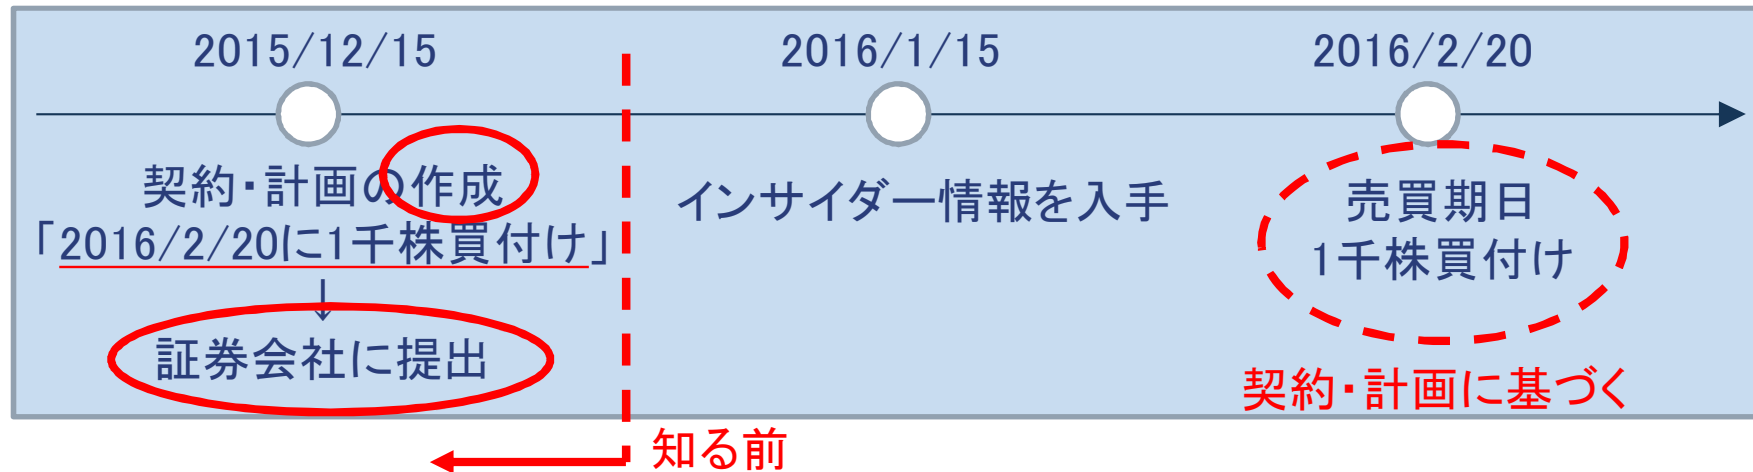 2015/12/15
2016/1/15
2016/2/20
契約・計画の作成
「2016/2/20に1千株買付け」
↓
証券会社に提出
インサイダー情報を入手
売買期日
1千株買付け
契約・計画に基づく
知る前